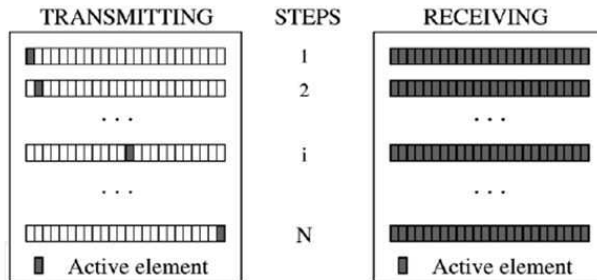 TRANSMITTING STEPS RECEIVING
1
2
. . . . . .
i
. . . . . .
N
Active element Active element